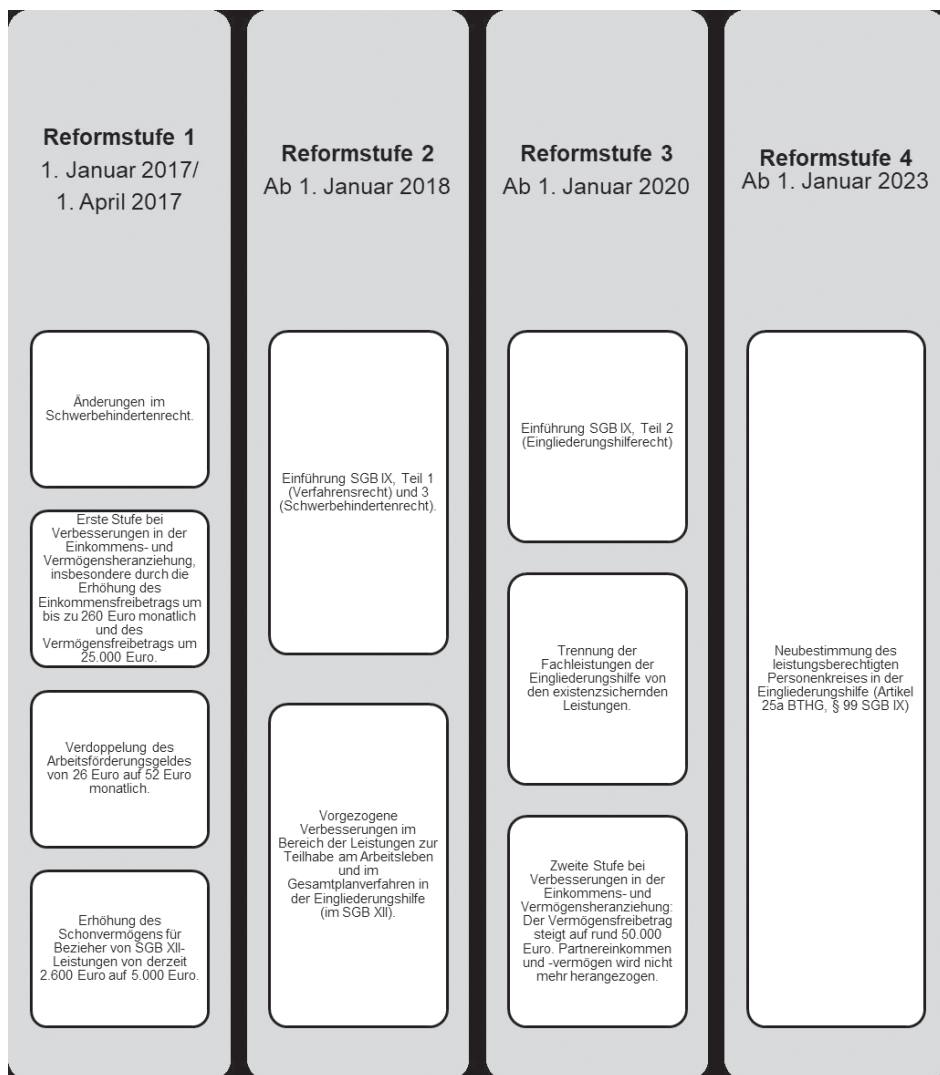 Reformstufe 1
1. Januar 2017/
1. April 2017
Änderungen im
Schwerbehindertenrecht.
Erste Stufe bei
Verbesserungen in der
Einkommens- und
Vermögensheranziehung,
insbesondere durch die
Erhöhung des
Einkommensfreibetrags um
bis zu 260 Euro monatlich
und des
Vermögensfreibetrags um
25.000 Euro.
Verdoppelung des
Arbeitsförderungsgeldes
von 26 Euro auf 52 Euro
monatlich.
Erhöhung des
Schonvermögens für
Bezieher von SGB XII-
Leistungen von derzeit
2.600 Euro auf 5.000 Euro.
Reformstufe 2
Ab 1. Januar 2018
Einführung SGB IX, Teil 1
(Verfahrensrecht) und 3
(Schwerbehindertenrecht).
Vorgezogene
Verbesserungen im
Bereich der Leistungen zur
Teilhabe am Arbeitsleben
und im
Gesamtplanverfahren in
der Eingliederungshilfe
(im SGB XII).
Reformstufe 3
Ab 1. Januar 2020
Einführung SGB IX, Teil 2
(Eingliederungshilferecht)
Trennung der
Fachleistungen der
Eingliederungshilfe von
den existenzsichernden
Leistungen.
Zweite Stufe bei
Verbesserungen in der
Einkommens- und
Vermögensheranziehung:
Der Vermögensfreibetrag
steigt auf rund 50.000
Euro. Partnereinkommen
und -vermögen wird nicht
mehr herangezogen.
Reformstufe 4
Ab 1. Januar 2023
Neubestimmung des
leistungsberechtigten
Personenkreises in der
Eingliederungshilfe (Artikel
25a BTHG, § 99 SGB IX)